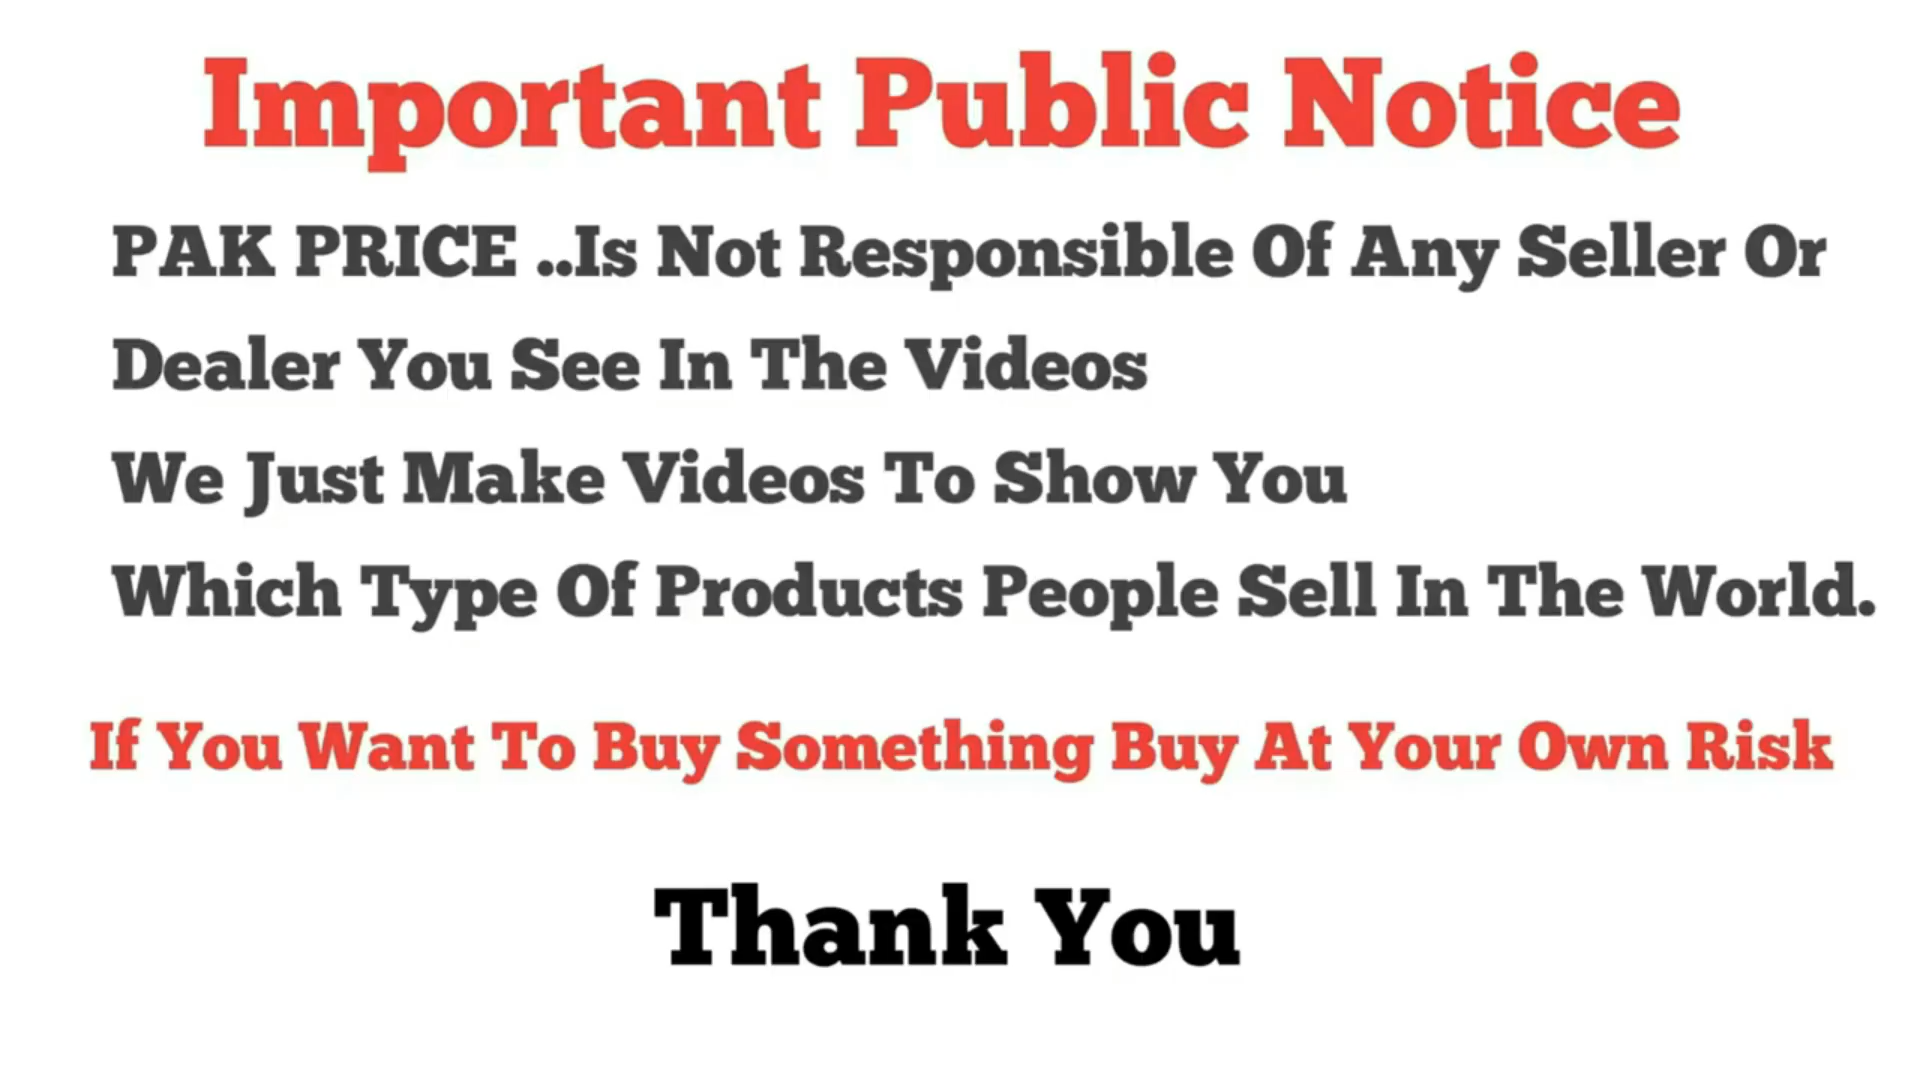 Important Public Notice
PAK PRICE ..Is Not Responsible Of Any Seller Or
Dealer You See In The Videos
We Just Make Videos To Show You
Which Type Of Products People Sell In The World.
If You Want To Buy Something Buy At Your Own Risk
Thank You